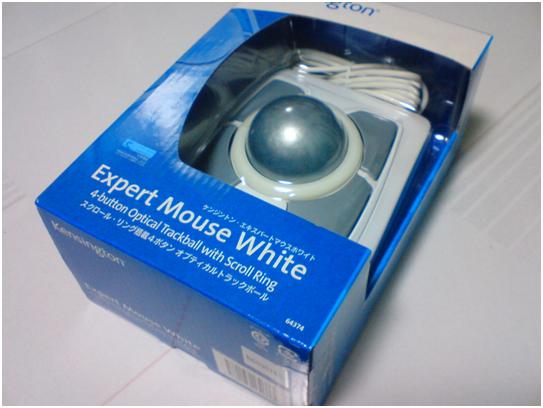 ケンジントン・エキスパートマウスホワイト
Expert Mouse White
4-button Optical Trackball with Scroll Ring
スクロール・リング搭載4ボタン オプティカルトラックボール
64374
Kensington
Expert Mouse White